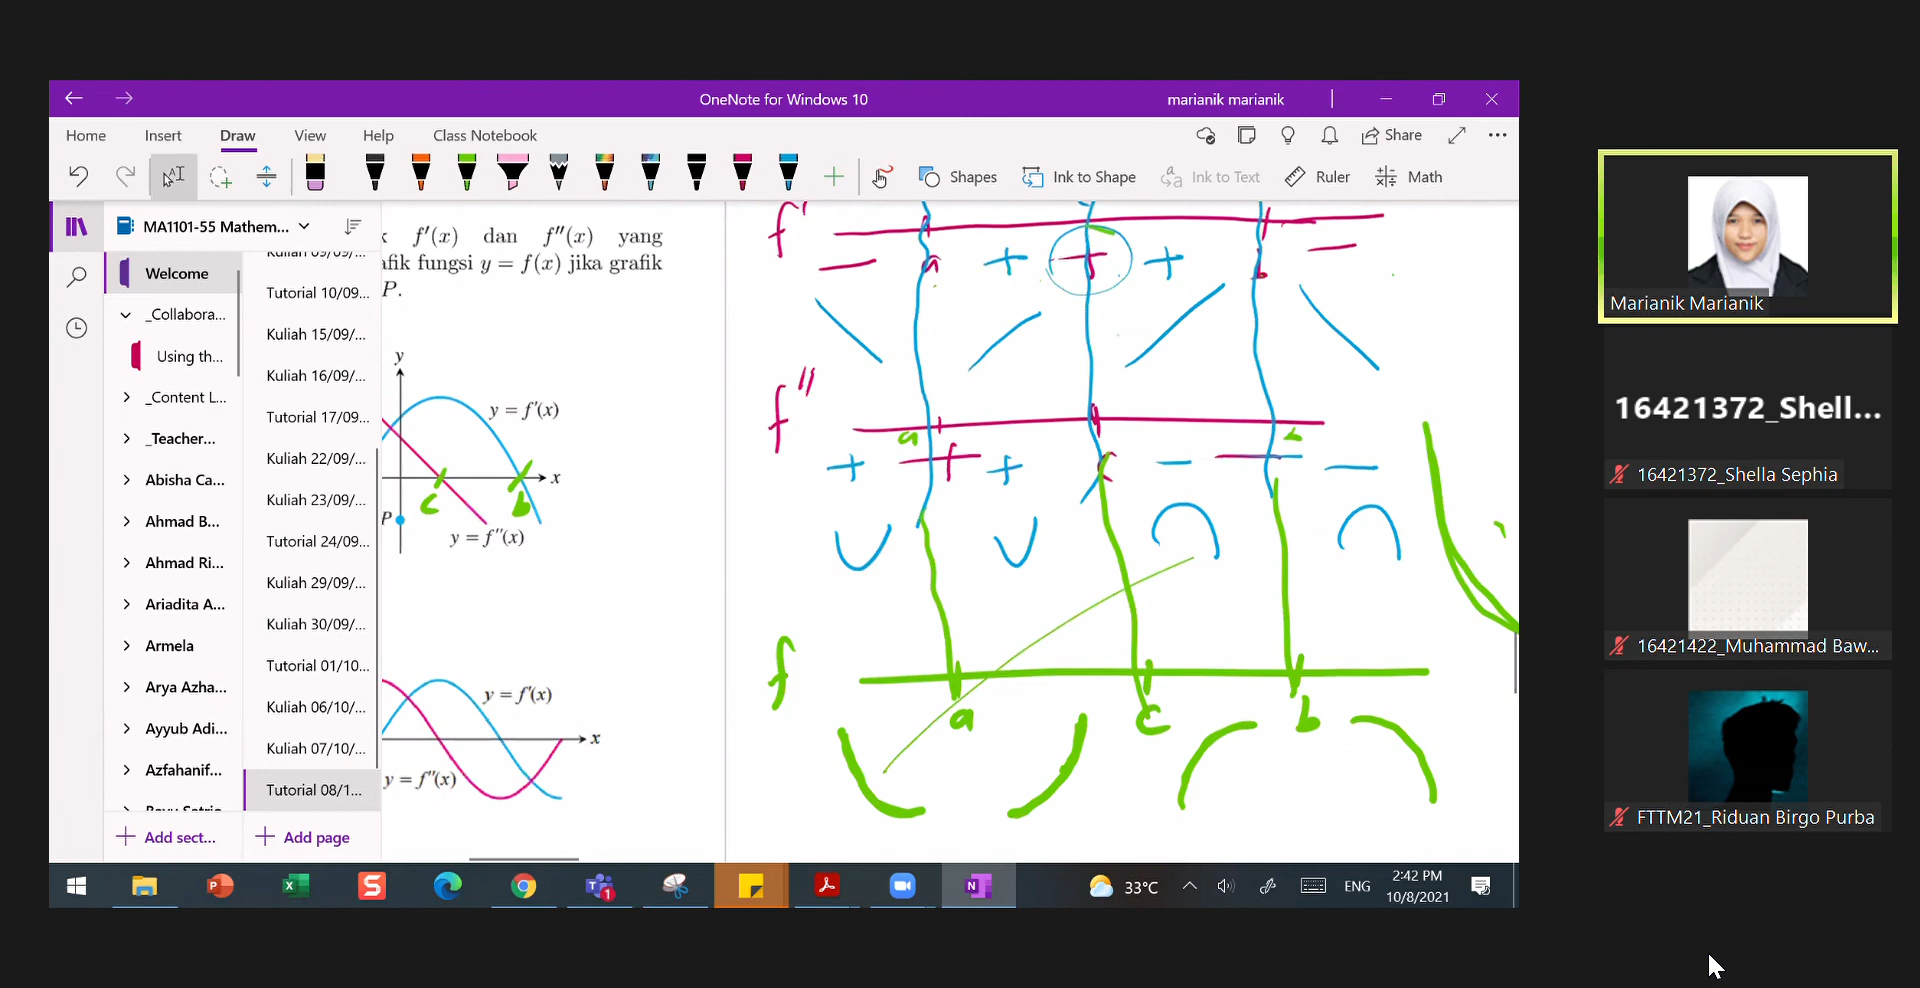 OneNote for Windows 10
marianik marianik
Home Insert Draw View Help Class Notebook
Share
Shapes Ink to Shape Ink to Text Ruler Math
MA1101-55 Mathem...
Welcome
_Collabora...
Using th...
_Content L...
_Teacher...
Abisha Ca...
Ahmad B...
Ahmad Ri...
Ariadita A...
Armela
Arya Azha...
Ayyub Adi...
Azfahanif...
Add sect...
Kuliah 09/09/...
Tutorial 10/09...
Kuliah 15/09/...
Kuliah 16/09/...
Tutorial 17/09...
Kuliah 22/09/...
Kuliah 23/09/...
Tutorial 24/09...
Kuliah 29/09/...
Kuliah 30/09/...
Tutorial 01/10...
Kuliah 06/10/...
Kuliah 07/10/...
Tutorial 08/1...
Add page
f'(x) dan f''(x) yang
afik fungsi y = f(x) jika grafik
P.
y
y = f'(x)
x
c b
P
y = f''(x)
y = f'(x)
x
y = f''(x)
f'
− a + + + b −
f''
a b
+ + + c − − −
f
a c b
33°C
ENG
2:42 PM
10/8/2021
Marianik Marianik
16421372_Shell...
16421372_Shella Sephia
16421422_Muhammad Baw...
FTTM21_Riduan Birgo Purba